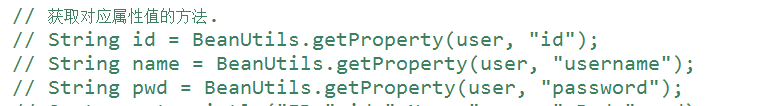 // 获取对应属性值的方法.
// String id = BeanUtils.getProperty(user, "id");
// String name = BeanUtils.getProperty(user, "username");
// String pwd = BeanUtils.getProperty(user, "password");